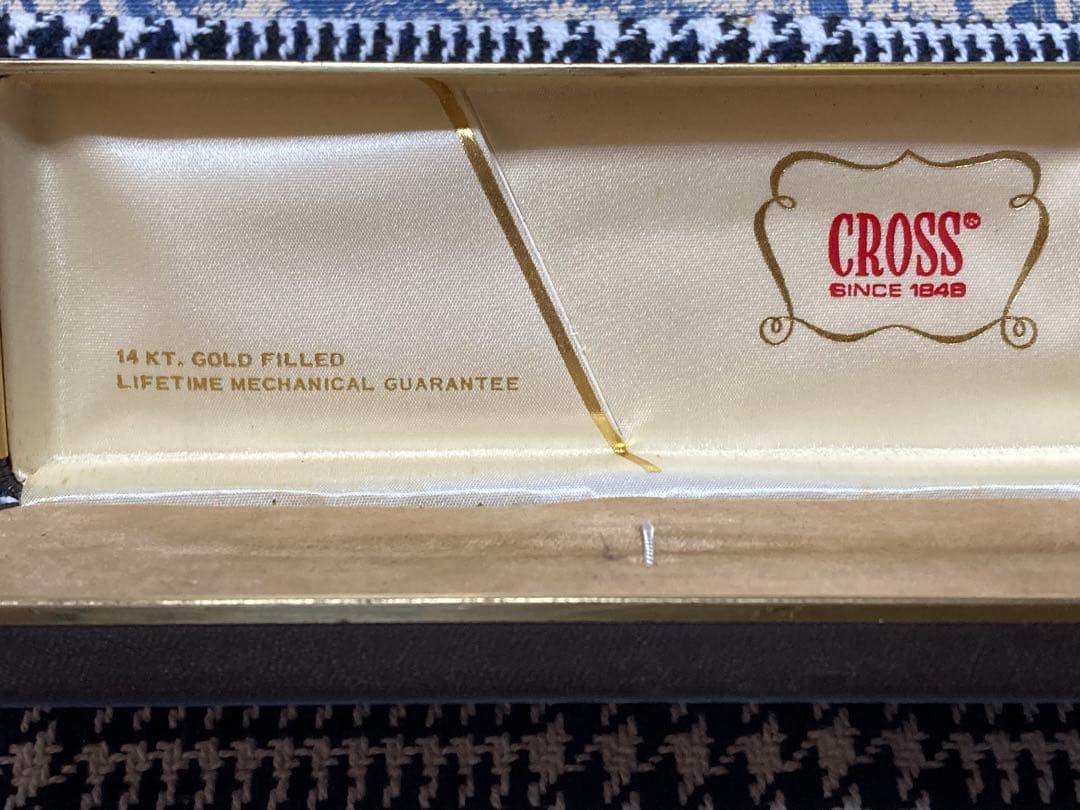 14 KT. GOLD FILLED
LIFETIME MECHANICAL GUARANTEE
CROSS®
SINCE 1846